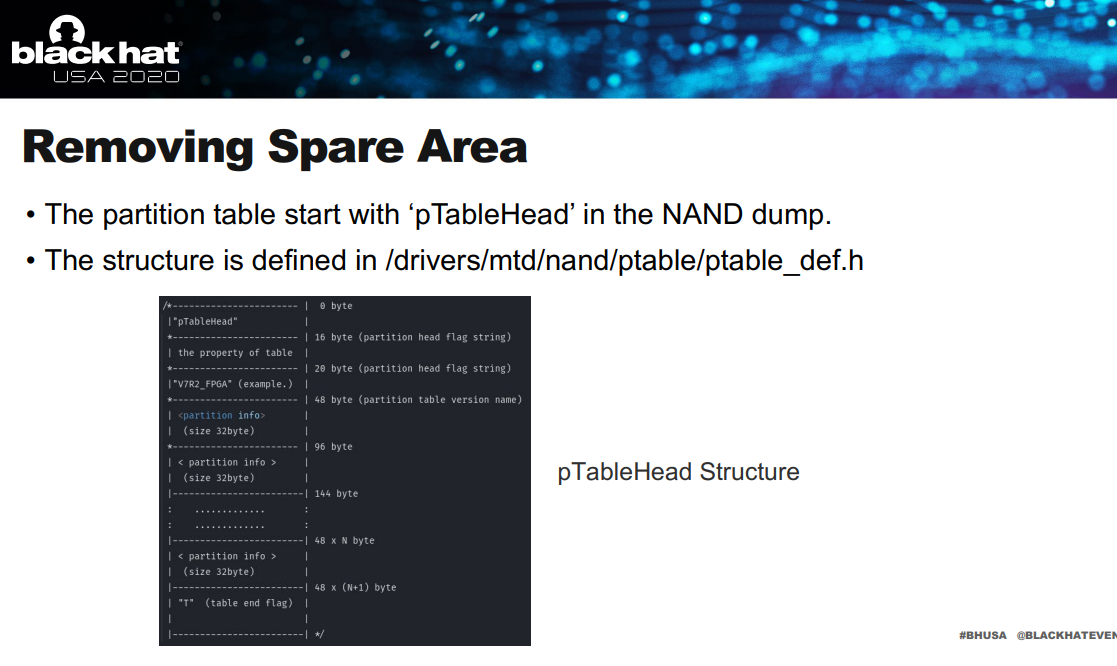 blackhat
USA 2020
Removing Spare Area
• The partition table start with ‘pTableHead’ in the NAND dump.
• The structure is defined in /drivers/mtd/nand/ptable/ptable_def.h
/*----------------------- |  0 byte
|"pTableHead"            |
*----------------------- | 16 byte (partition head flag string)
| the property of table  |
*----------------------- | 20 byte (partition head flag string)
|"V7R2_FPGA" (example.)  |
*----------------------- | 48 byte (partition table version name)
| <partition info>       |
|  (size 32byte)         |
*----------------------- | 96 byte
| < partition info >     |
|  (size 32byte)         |
|------------------------| 144 byte
:    .............       :
:    .............       :
|------------------------| 48 x N byte
| < partition info >     |
|  (size 32byte)         |
|------------------------| 48 x (N+1) byte
| "T"  (table end flag)  |
|                        |
|------------------------| */
pTableHead Structure
#BHUSA @BLACKHATEVEN